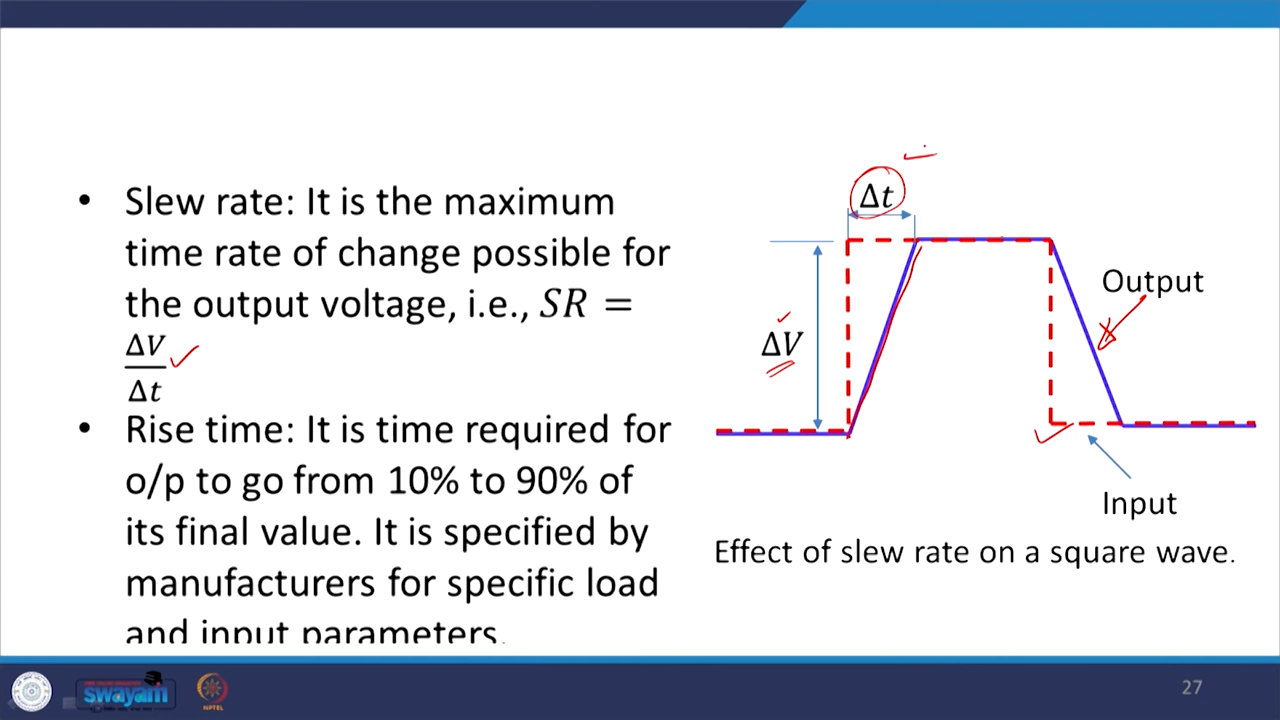 • Slew rate: It is the maximum
time rate of change possible for
the output voltage, i.e., SR =
ΔV
Δt
• Rise time: It is time required for
o/p to go from 10% to 90% of
its final value. It is specified by
manufacturers for specific load
and input parameters.
Δt
ΔV
Output
Input
Effect of slew rate on a square wave.
swayam
NPTEL
27